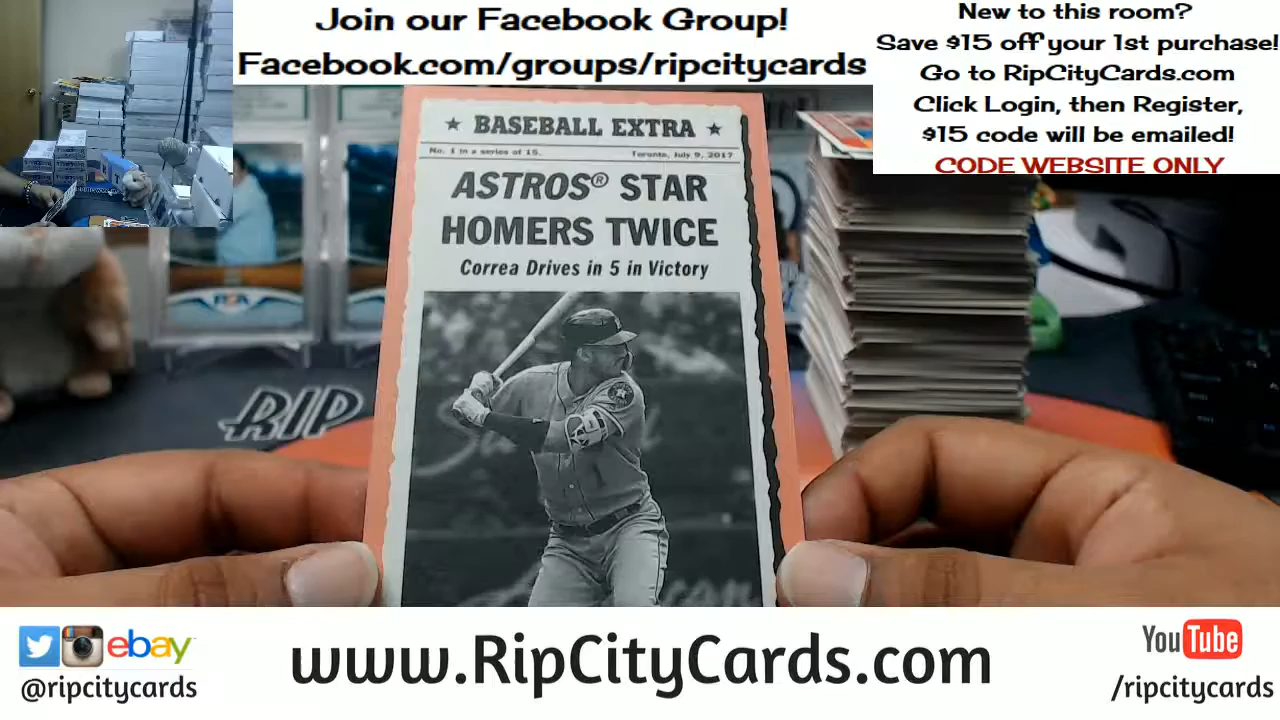 Join our Facebook Group!
Facebook.com/groups/ripcitycards
New to this room?
Save $15 off your 1st purchase!
Go to RipCityCards.com
Click Login, then Register,
$15 code will be emailed!
CODE WEBSITE ONLY
★ BASEBALL EXTRA ★
No. 1 in a series of 15.
Toronto, July 9, 2017
ASTROS® STAR
HOMERS TWICE
Correa Drives in 5 in Victory
RIP
ebay
@ripcitycards
www.RipCityCards.com
YouTube
/ripcitycards